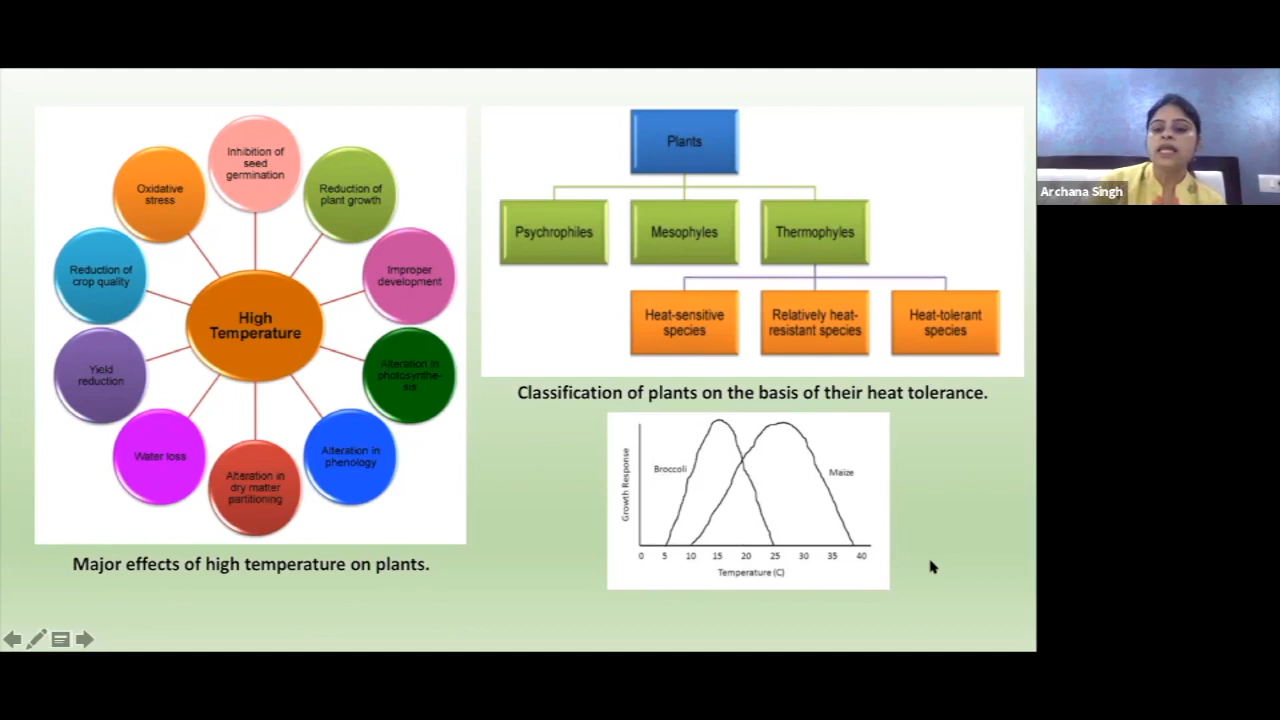 Inhibition of
seed
germination
Reduction of
plant growth
Improper
development
Alteration in
photosynthe-
sis
Alteration in
phenology
Alteration in
dry matter
partitioning
Water loss
Yield
reduction
Reduction of
crop quality
Oxidative
stress
High
Temperature
Major effects of high temperature on plants.
Plants
Psychrophiles
Mesophyles
Thermophyles
Heat-sensitive
species
Relatively heat-
resistant species
Heat-tolerant
species
Classification of plants on the basis of their heat tolerance.
Growth Response
Broccoli
Maize
0 5 10 15 20 25 30 35 40
Temperature (C)
Archana Singh